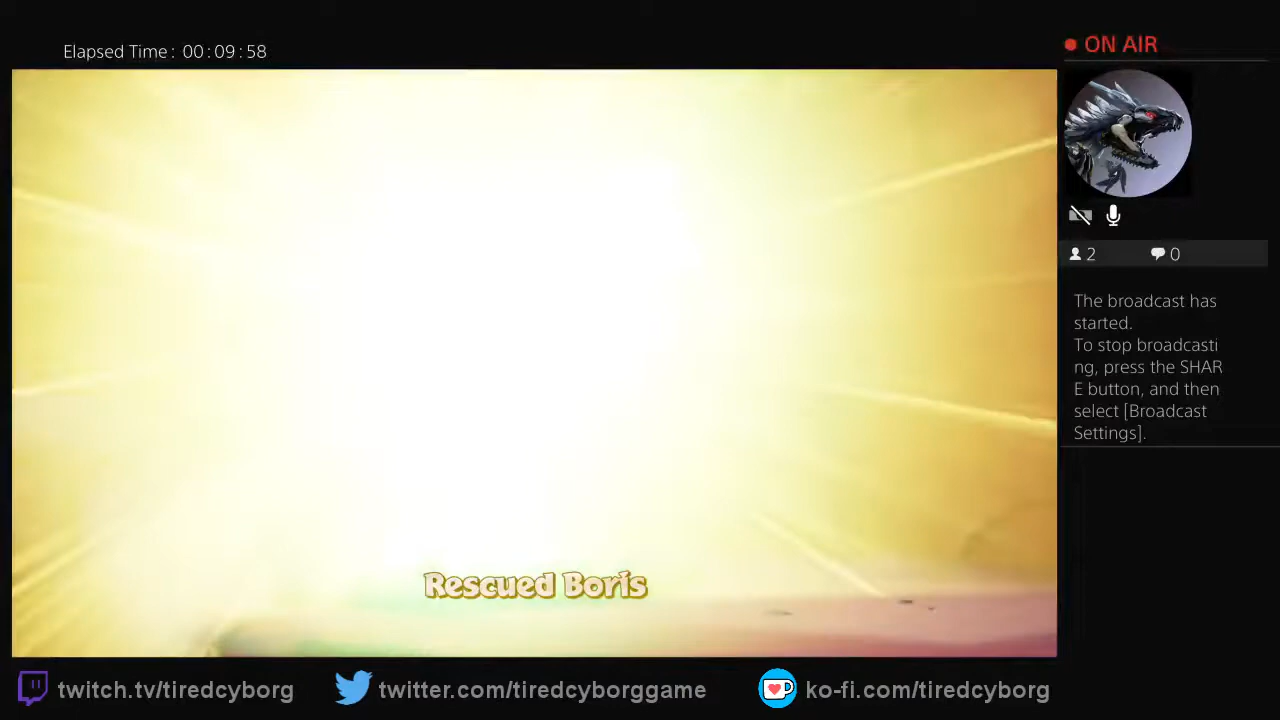 Elapsed Time: 00:09:58
ON AIR
2 0
The broadcast has
started.
To stop broadcasti
ng, press the SHAR
E button, and then
select [Broadcast
Settings].
Rescued Boris
twitch.tv/tiredcyborg twitter.com/tiredcyborggame ko-fi.com/tiredcyborg